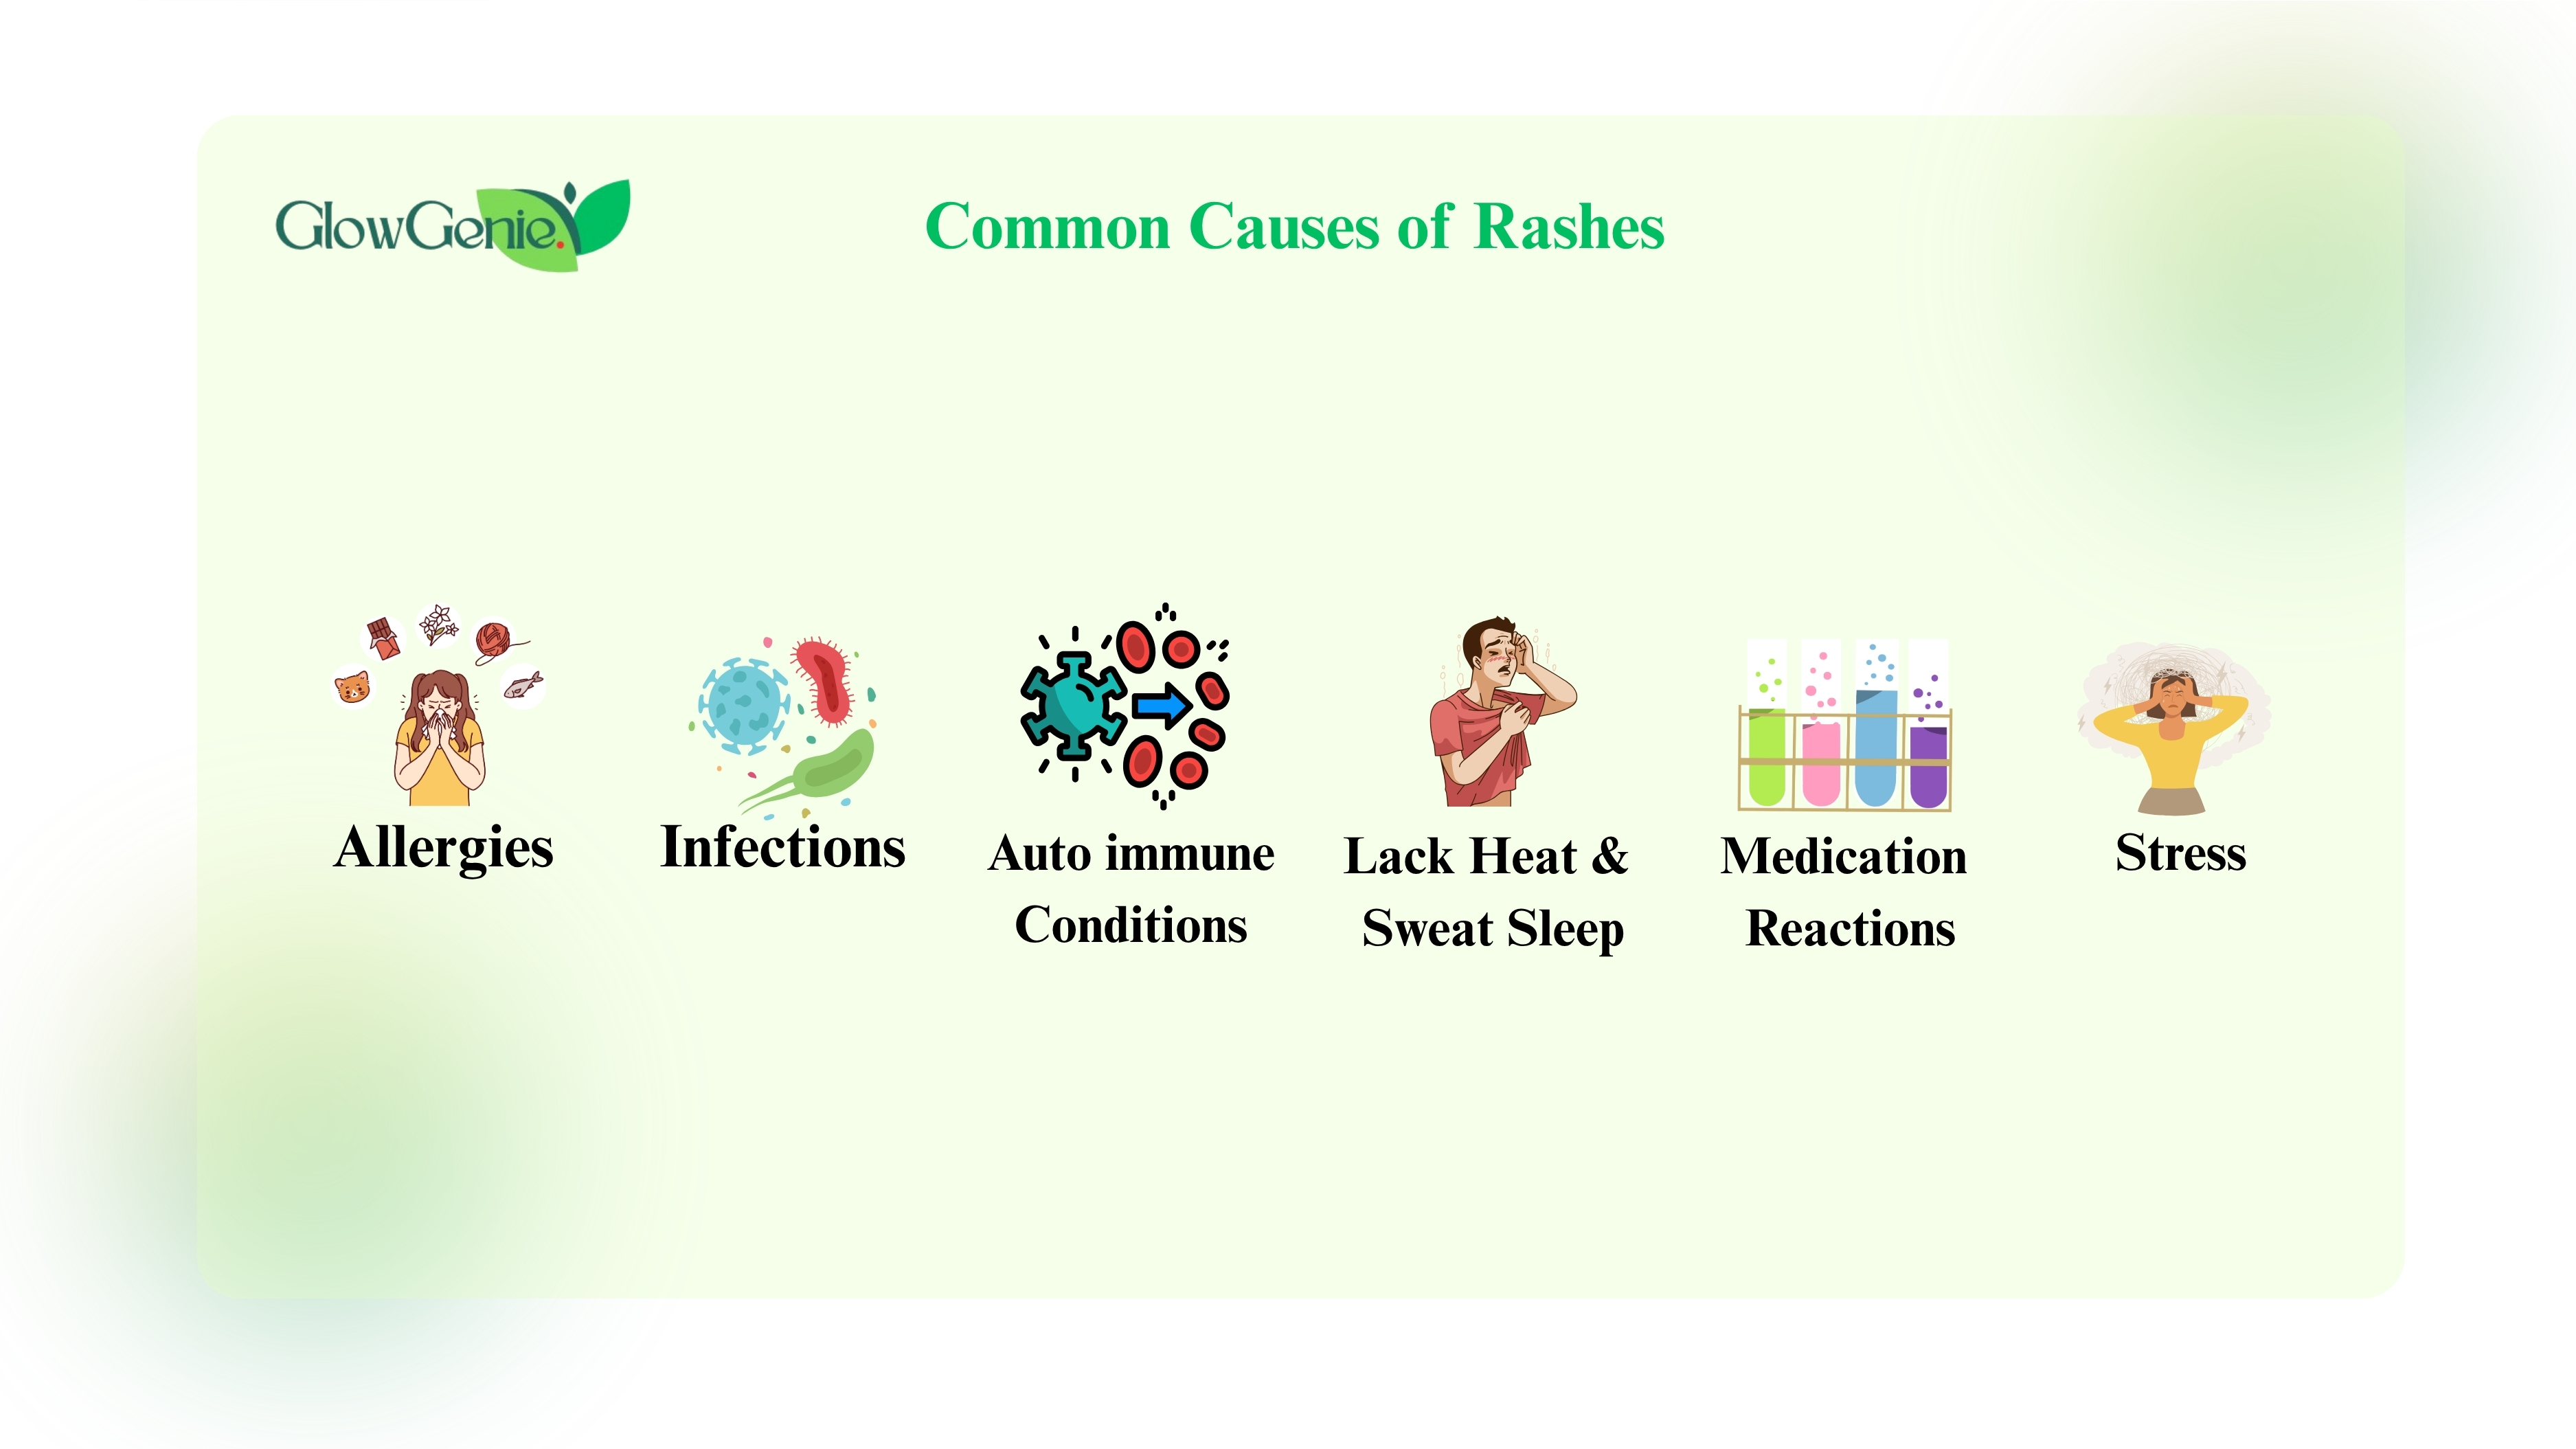 GlowGenie.
Common Causes of Rashes
Allergies
Infections
Auto immune
Conditions
Lack Heat &
Sweat Sleep
Medication
Reactions
Stress